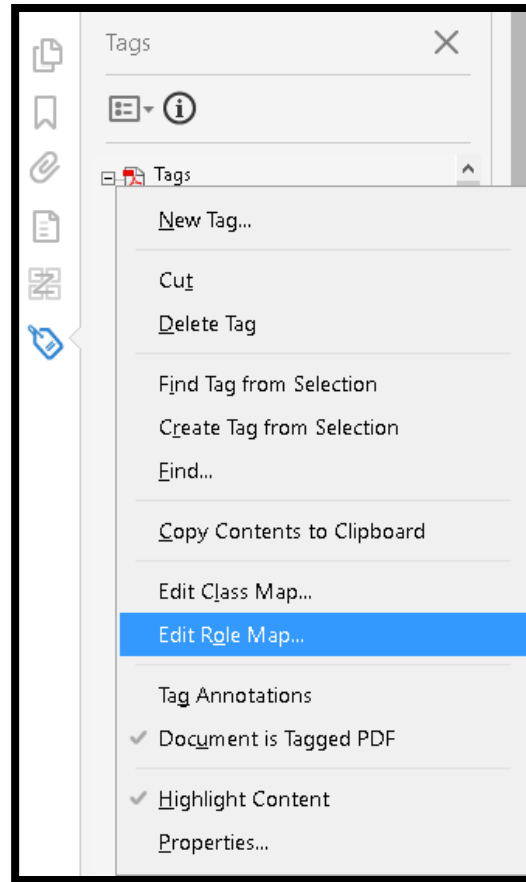 Tags
Tags
New Tag...
Cut
Delete Tag
Find Tag from Selection
Create Tag from Selection
Find...
Copy Contents to Clipboard
Edit Class Map...
Edit Role Map...
Tag Annotations
Document is Tagged PDF
Highlight Content
Properties...